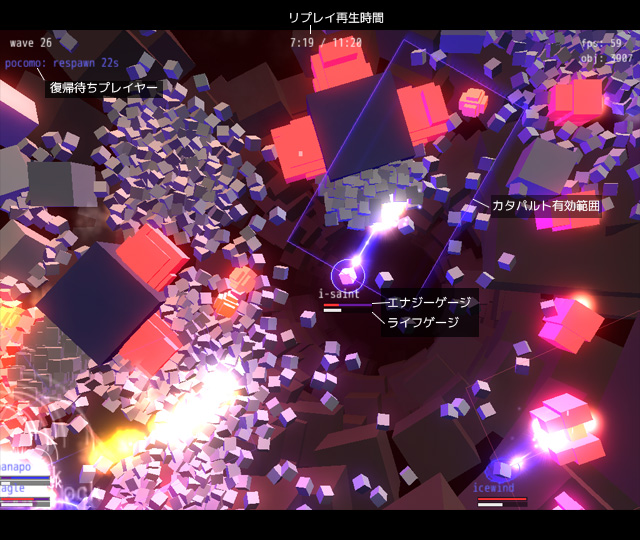 リプレイ再生時間
wave 26
7:19 / 11:20
fps: 59
obj: 3907
pocomo: respawn 22s
復帰待ちプレイヤー
カタパルト有効範囲
i-saint
エナジーゲージ
ライフゲージ
anapo
agle
icewind